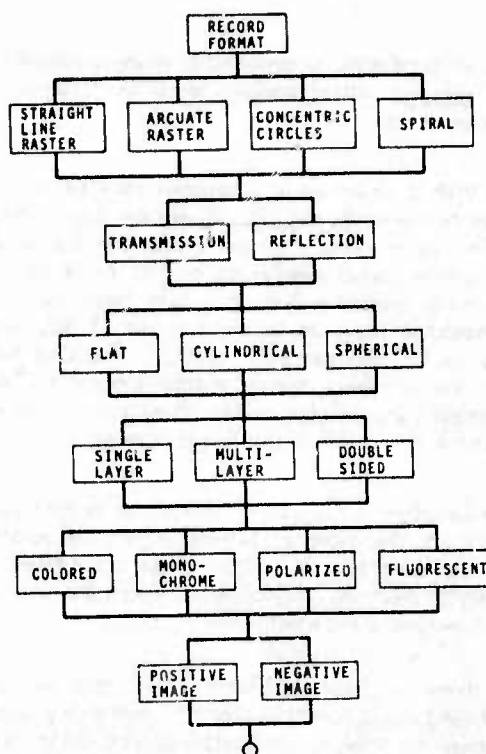 RECORD
FORMAT
STRAIGHT
LINE
RASTER
ARCUATE
RASTER
CONCENTRIC
CIRCLES
SPIRAL
TRANSMISSION
REFLECTION
FLAT
CYLINDRICAL
SPHERICAL
SINGLE
LAYER
MULTI-
LAYER
DOUBLE
SIDED
COLORED
MONO-
CHROME
POLARIZED
FLUORESCENT
POSITIVE
IMAGE
NEGATIVE
IMAGE